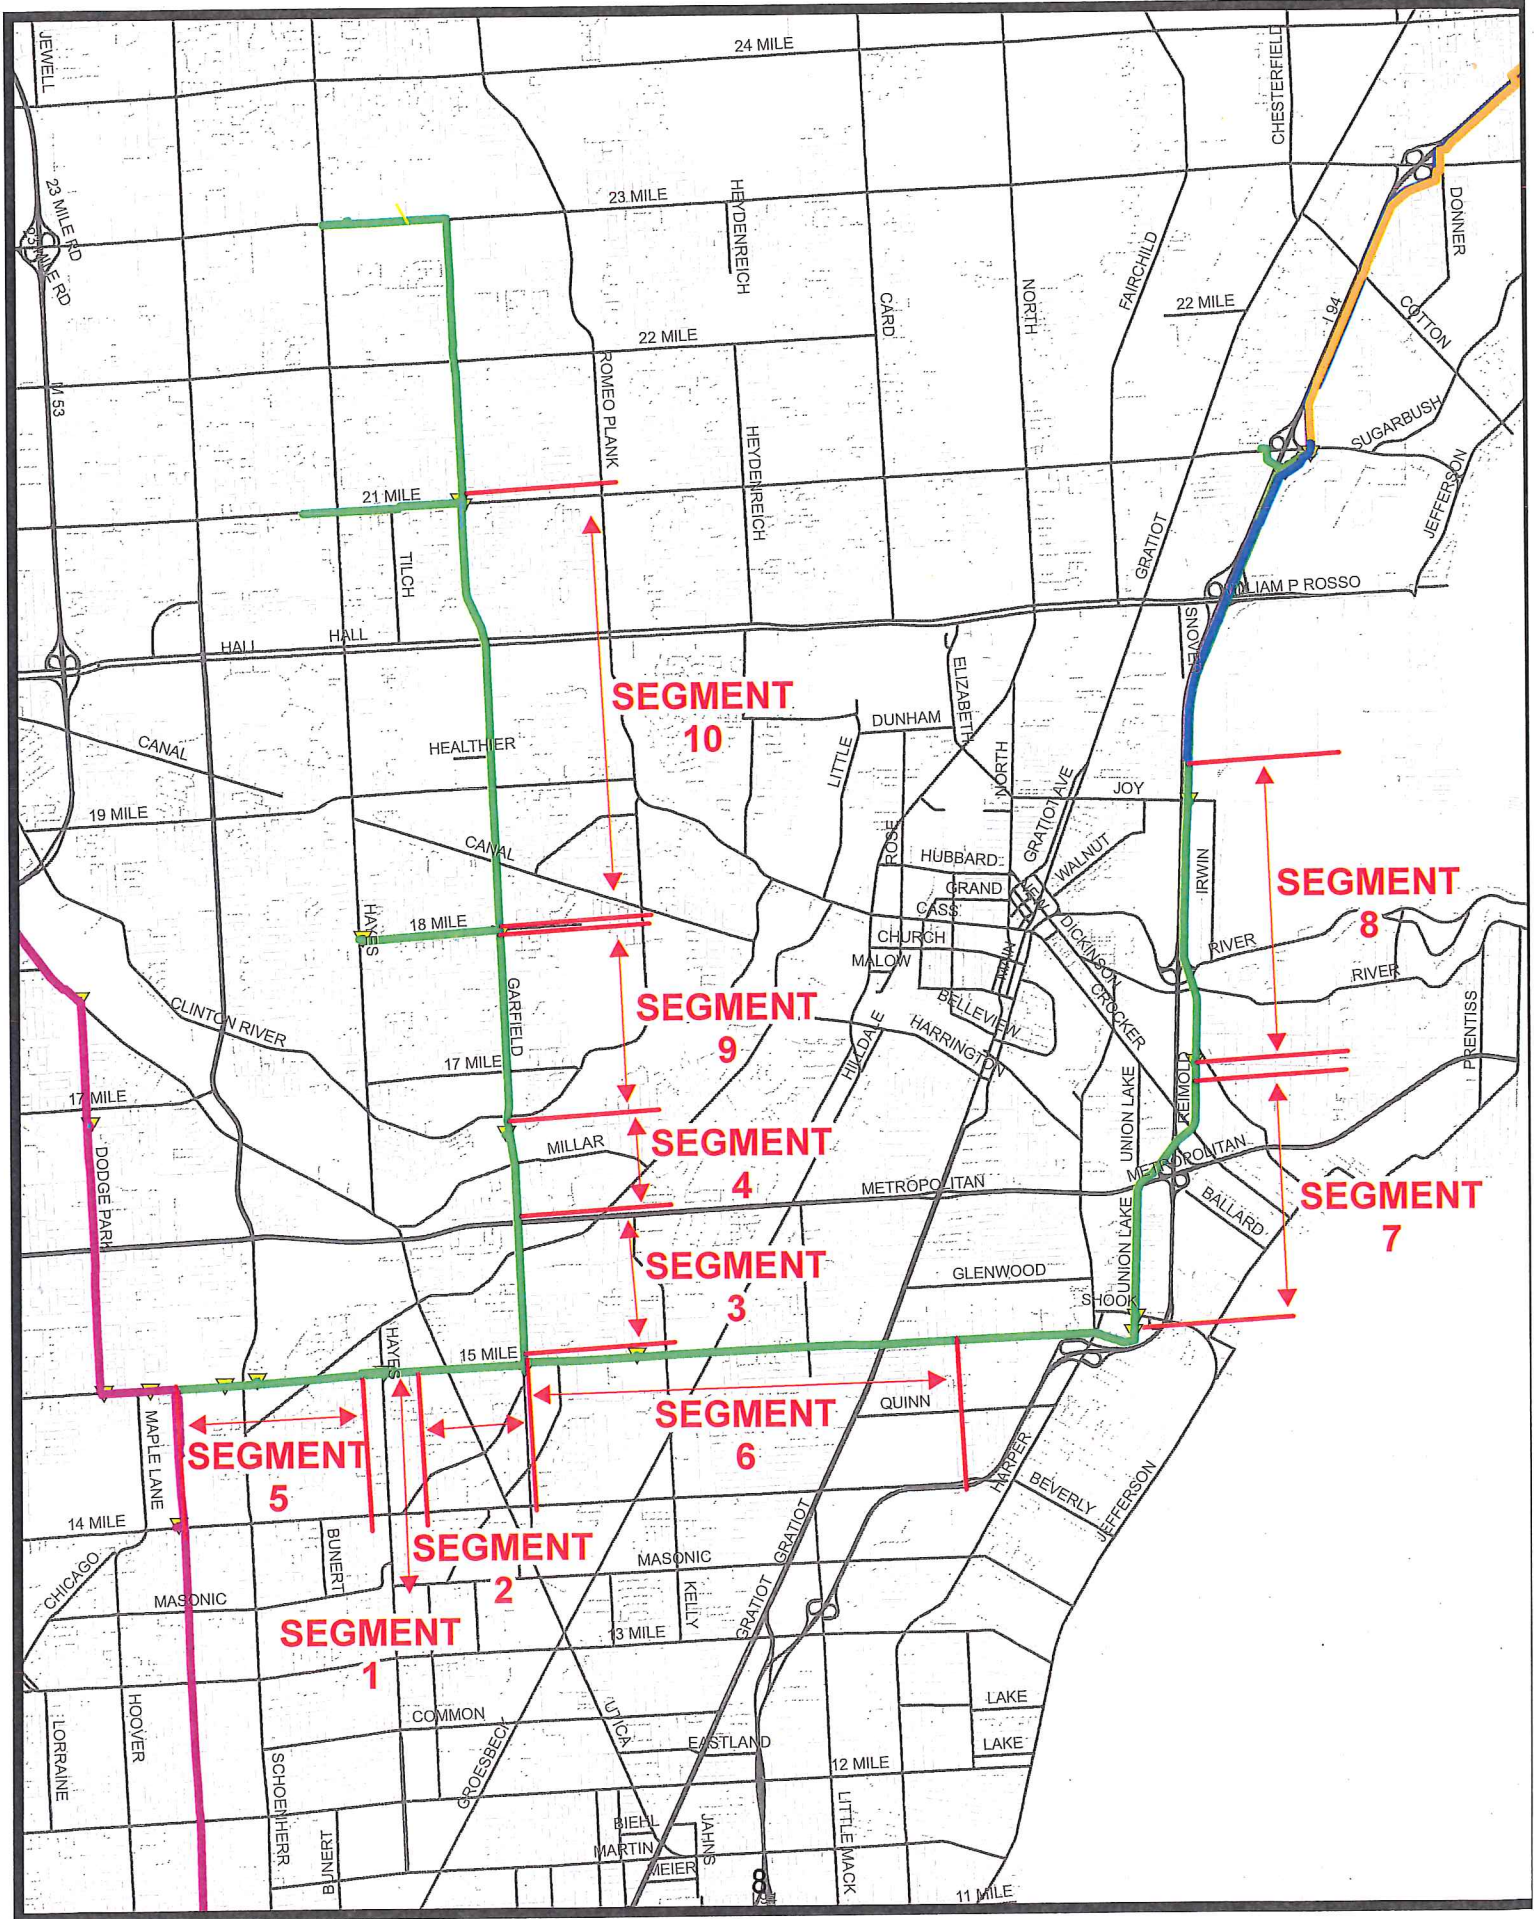 JEWELL
24 MILE
CHESTERFIELD
23 MILE RD
23 MILE
HEYDENREICH
DONNER
FAIRCHILD
CARD
NORTH
22 MILE
I 94
COTTON
22 MILE
M 53
ROMEO PLANK
HEYDENREICH
SUGARBUSH
JEFFERSON
21 MILE
TILCH
GRATIOT
LIAM P ROSSO
HALL
HALL
ELIZABETH
SEGMENT
10
DUNHAM
CANAL
HEALTHIER
LITTLE
NORTH
GRATIOT AVE
JOY
19 MILE
CANAL
ROSE
HUBBARD
WALNUT
IRWIN
GRAND
SEGMENT
8
HAYES
18 MILE
CASS
CHURCH
MALOW
MAIN
DICKINSON
CROCKER
RIVER
RIVER
CLINTON RIVER
GARFIELD
SEGMENT
9
BELLEVIEW
HARRINGTON
HILLDALE
PRENTISS
17 MILE
17 MILE
UNION LAKE
REIMOLD
DODGE PARK
MILLAR
SEGMENT
4
METROPOLITAN
METROPOLITAN
BALLARD
SEGMENT
7
UNION LAKE
SEGMENT
3
GLENWOOD
SHOOK
HAYES
15 MILE
MAPLE LANE
SEGMENT
5
SEGMENT
6
QUINN
HARPER
BEVERLY
JEFFERSON
14 MILE
CHICAGO
BUNERT
SEGMENT
2
MASONIC
GRATIOT
MASONIC
KELLY
GRATIOT
SEGMENT
1
13 MILE
LORRAINE
HOOVER
COMMON
GROESBECK
UTICA
EASTLAND
LAKE
LAKE
12 MILE
SCHOENHERR
BUNERT
BIEHL
MARTIN
MEIER
JAHNS
LITTLE MACK
11 MILE